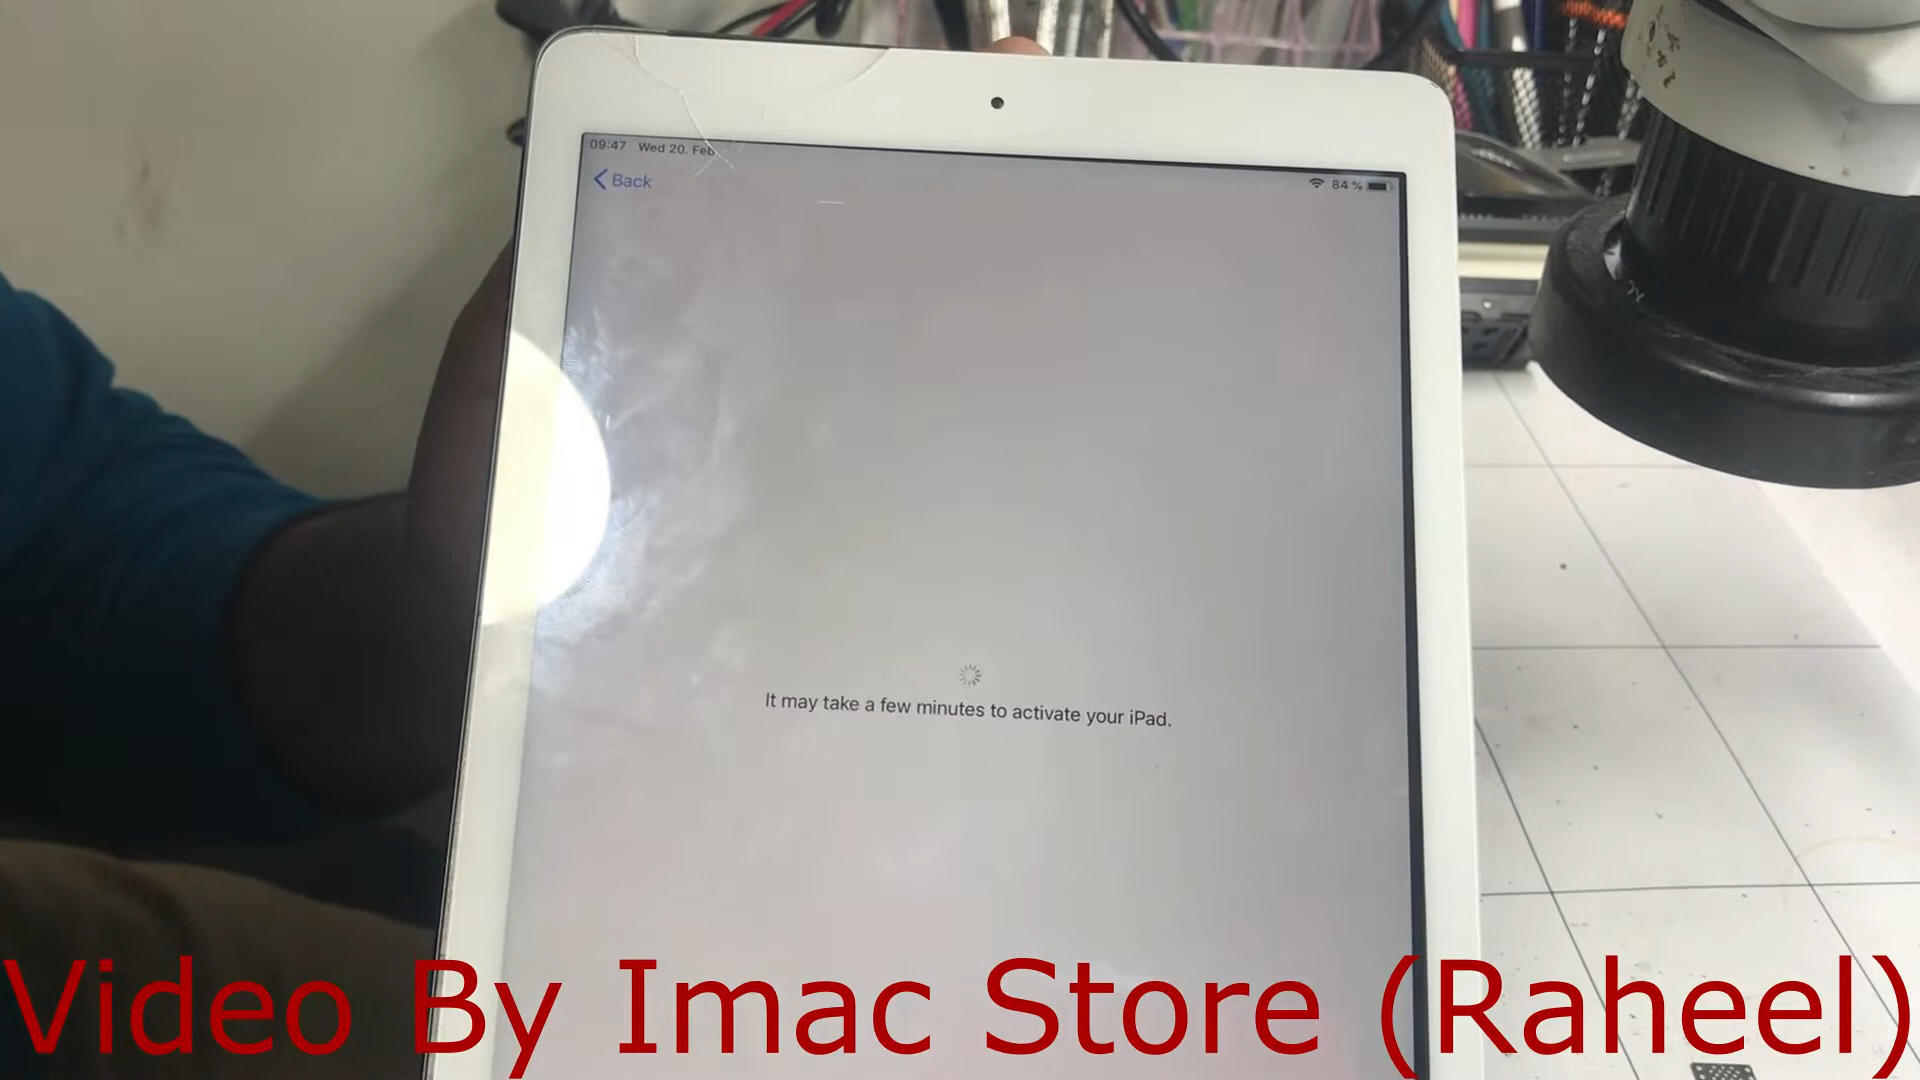 09:47 Wed 20. Feb
84 %
Back
It may take a few minutes to activate your iPad.
Video By Imac Store (Raheel)